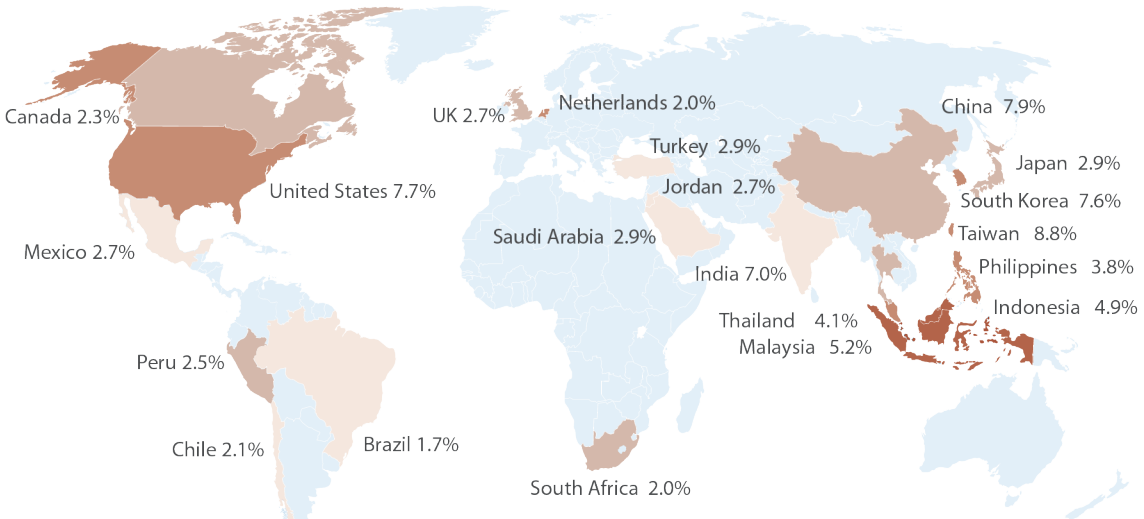 Canada 2.3%
United States 7.7%
Mexico 2.7%
Peru 2.5%
Chile 2.1%
Brazil 1.7%
UK 2.7%
Netherlands 2.0%
Turkey 2.9%
Jordan 2.7%
Saudi Arabia 2.9%
South Africa 2.0%
India 7.0%
China 7.9%
Japan 2.9%
South Korea 7.6%
Taiwan 8.8%
Philippines 3.8%
Indonesia 4.9%
Thailand 4.1%
Malaysia 5.2%